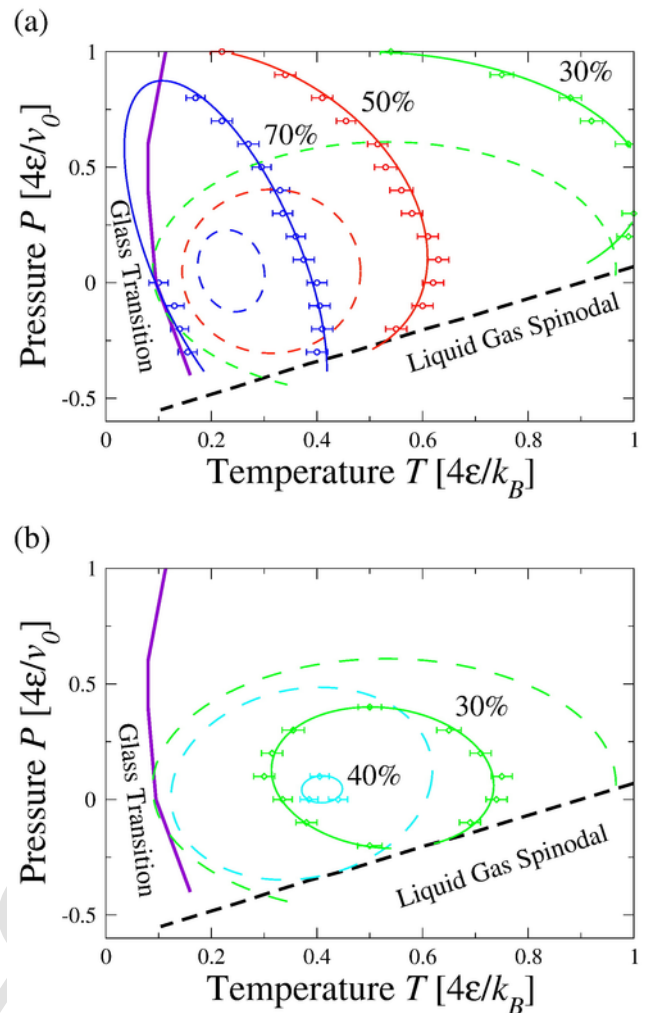 (a)
1
0.5
0
-0.5
Pressure P [4ε/v₀]
30%
50%
70%
Glass Transition
Liquid Gas Spinodal
0
0.2
0.4
0.6
0.8
1
Temperature T [4ε/k_B]
(b)
1
0.5
0
-0.5
Pressure P [4ε/v₀]
30%
40%
Glass Transition
Liquid Gas Spinodal
0
0.2
0.4
0.6
0.8
1
Temperature T [4ε/k_B]